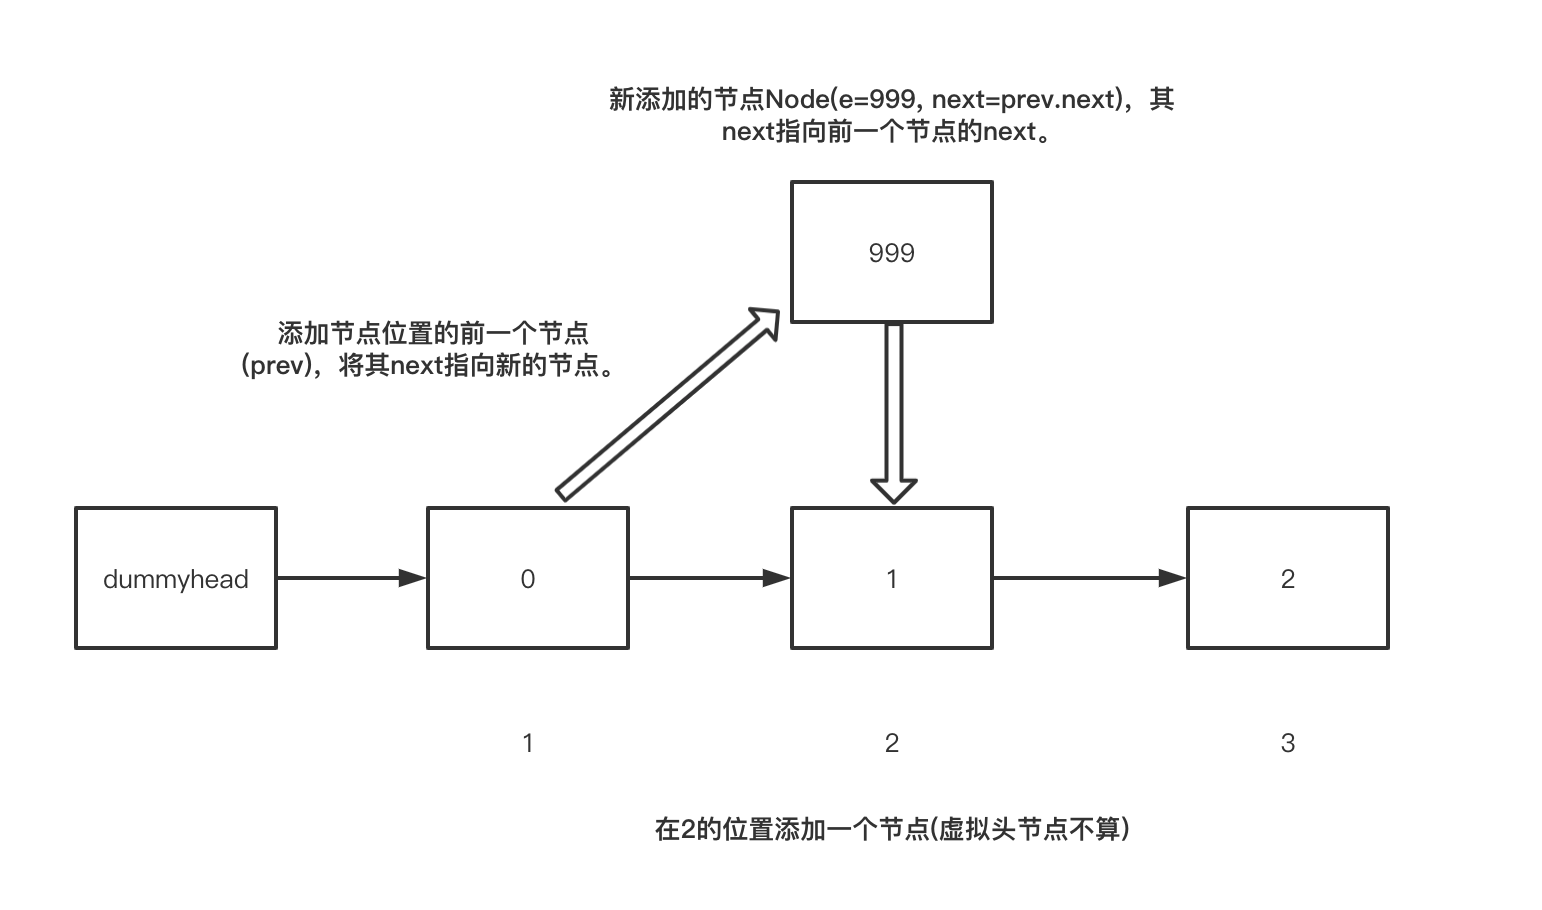 新添加的节点Node(e=999, next=prev.next)，其
next指向前一个节点的next。
999
添加节点位置的前一个节点
(prev)，将其next指向新的节点。
dummyhead
0
1
2
1
2
3
在2的位置添加一个节点(虚拟头节点不算)